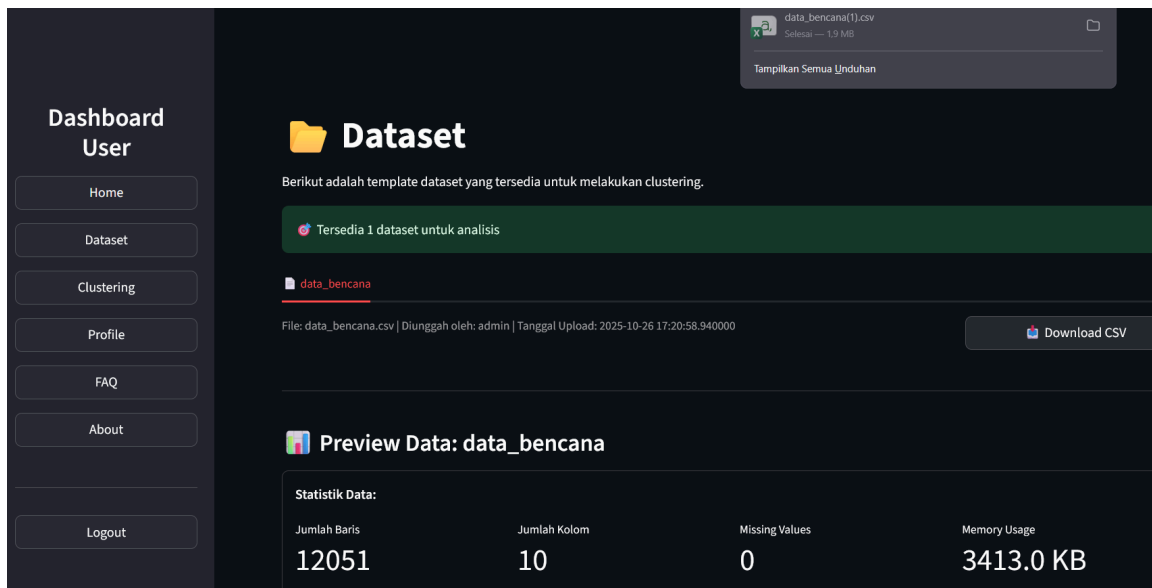 data_bencana(1).csv
Selesai — 1.9 MB
Tampilkan Semua Unduhan
Dashboard
User
Home
Dataset
Clustering
Profile
FAQ
About
Logout
Dataset
Berikut adalah template dataset yang tersedia untuk melakukan clustering.
Tersedia 1 dataset untuk analisis
data_bencana
File: data_bencana.csv | Diunggah oleh: admin | Tanggal Upload: 2025-10-26 17:20:58.940000
Download CSV
Preview Data: data_bencana
Statistik Data:
Jumlah Baris
12051
Jumlah Kolom
10
Missing Values
0
Memory Usage
3413.0 KB